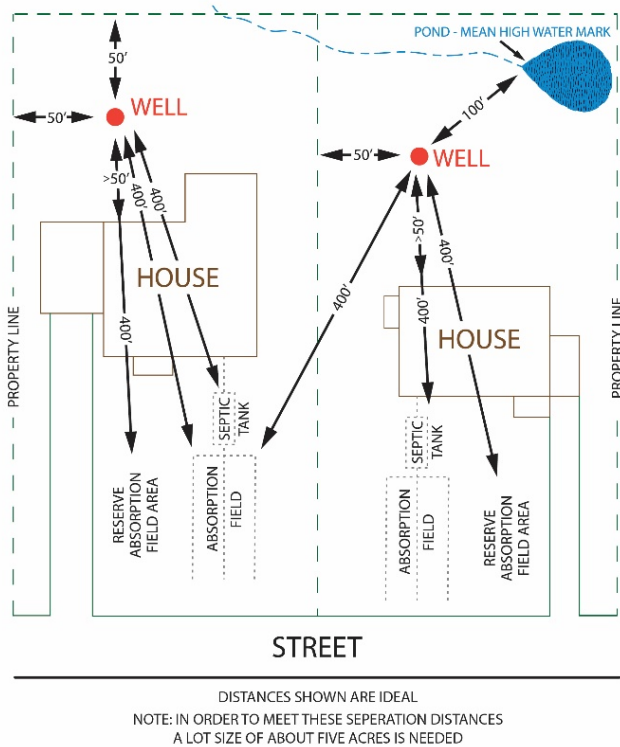 POND - MEAN HIGH WATER MARK
50'
50'
WELL
100'
50'
WELL
>50'
400'
400'
>50'
400'
HOUSE
400'
400'
400'
HOUSE
PROPERTY LINE
PROPERTY LINE
SEPTIC
TANK
SEPTIC
TANK
RESERVE
ABSORPTION
FIELD AREA
ABSORPTION
FIELD
ABSORPTION
FIELD
RESERVE
ABSORPTION
FIELD AREA
STREET
DISTANCES SHOWN ARE IDEAL
NOTE: IN ORDER TO MEET THESE SEPERATION DISTANCES
A LOT SIZE OF ABOUT FIVE ACRES IS NEEDED